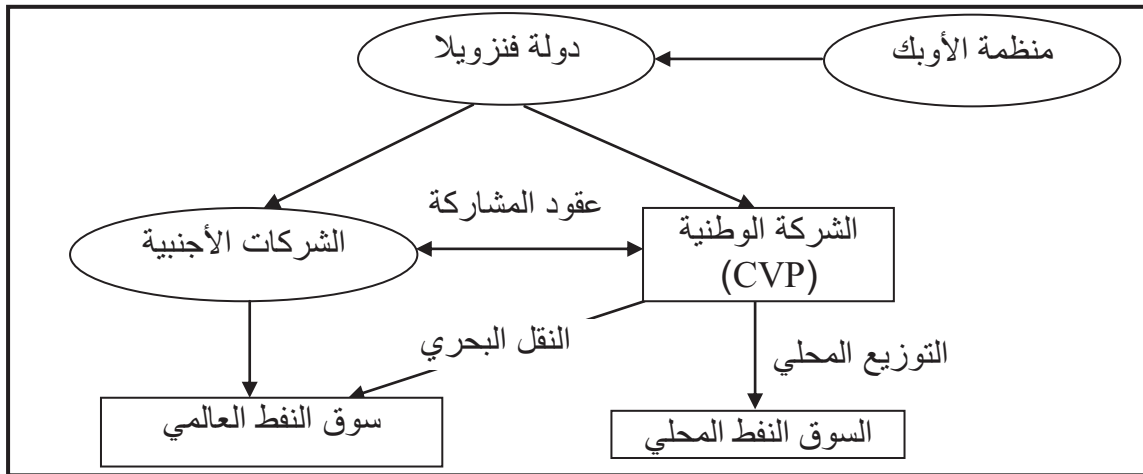 منظمة الأوبك
دولة فنزويلا
عقود المشاركة
الشركة الوطنية
(CVP)
الشركات الأجنبية
النقل البحري
التوزيع المحلي
السوق النفط المحلي
سوق النفط العالمي